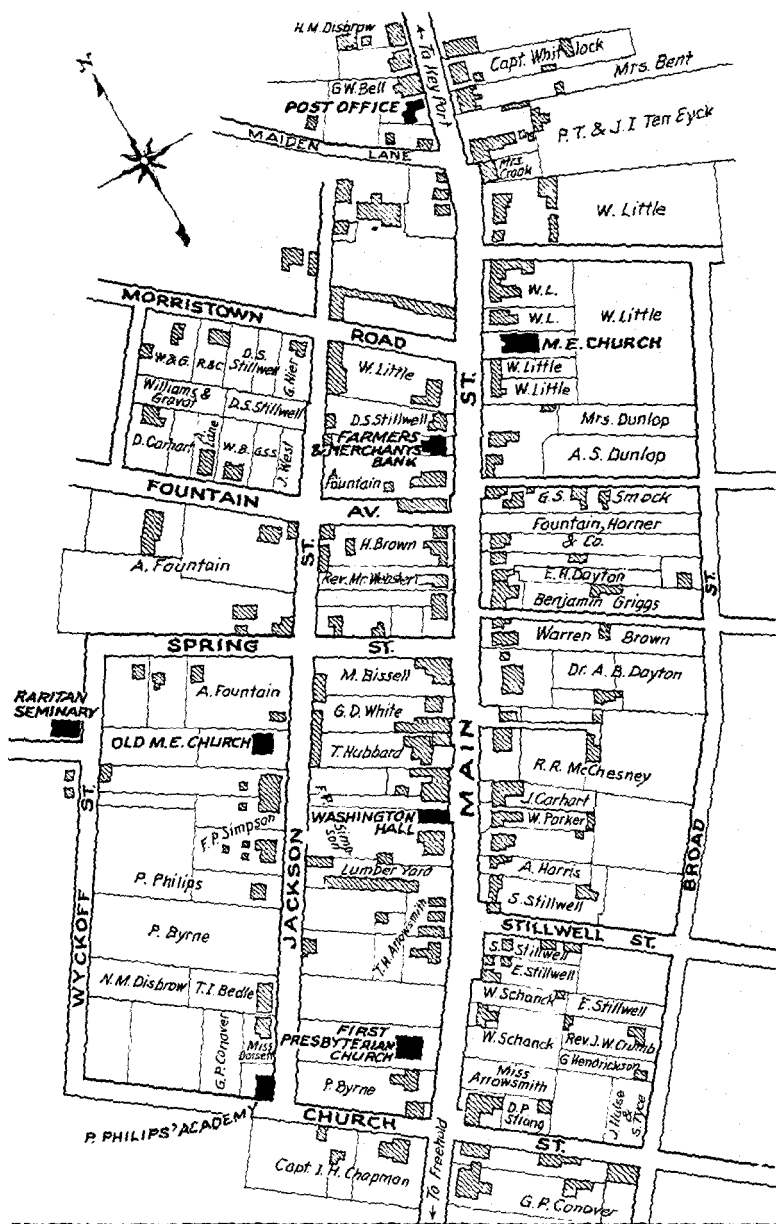 H. M. Disbrow
← To Key Port
Capt. Whitlock
Mrs. Bent
G. W. Bell
POST OFFICE
P. T. & J. I Ten Eyck
MAIDEN LANE
Mrs. Crook
W. Little
MORRISTOWN ROAD
W. L.
W. Little
W. L.
M. E. CHURCH
W. Little
W. Little
W. Little
W. & G.
R & C
D. S. Stillwell
G. Nier
Williams & Gravat
D. S. Stillwell
D. S. Stillwell
FARMERS & MERCHANTS BANK
Mrs. Dunlop
A. S. Dunlop
D. Carhart
A. Lane
W. B.
G.S.S.
J. West
A. Fountain
FOUNTAIN AV.
G. S. Smock
Fountain, Horner & Co.
H. Brown
A. Fountain
Rev. Mr. Webster
E. H. Dayton
Benjamin Griggs
ST.
ST.
ST.
SPRING ST.
Warren Brown
M. Bissell
Dr. A. B. Dayton
A. Fountain
RARITAN SEMINARY
G. D. White
OLD M.E. CHURCH
T. Hubbard
MAIN
R. R. McChesney
WYCKOFF ST.
F. P. Simpson
F. P. Simpson
WASHINGTON HALL
J. Carhart
W. Parker
BROAD
JACKSON
P. Philips
Lumber Yard
A. Harris
S. Stillwell
P. Byrne
T. H. Arrowsmith
STILLWELL ST.
S. Stillwell
E. Stillwell
N. M. Disbrow
T. I. Bedle
W. Schanck
E. Stillwell
G. P. Conover
Miss Dorsett
FIRST PRESBYTERIAN CHURCH
W. Schanck
Rev. J. W. Crumb
G Hendrickson
P. Byrne
Miss Arrowsmith
D. P. Strong
J. Hulse & S. Tyce
P. PHILIPS' ACADEMY
CHURCH ST.
Capt. I. H. Chapman
To Freehold →
G. P. Conover